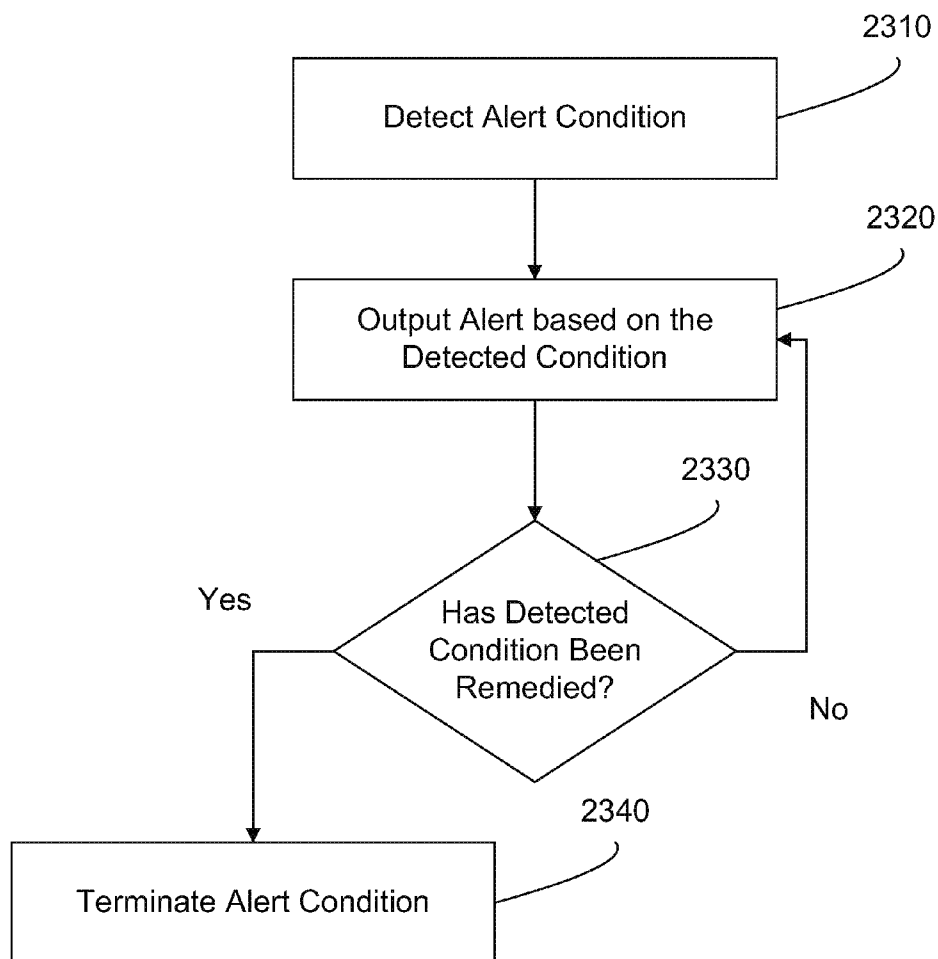 2310
Detect Alert Condition
2320
Output Alert based on the
Detected Condition
2330
Yes
Has Detected
Condition Been
Remedied?
No
2340
Terminate Alert Condition